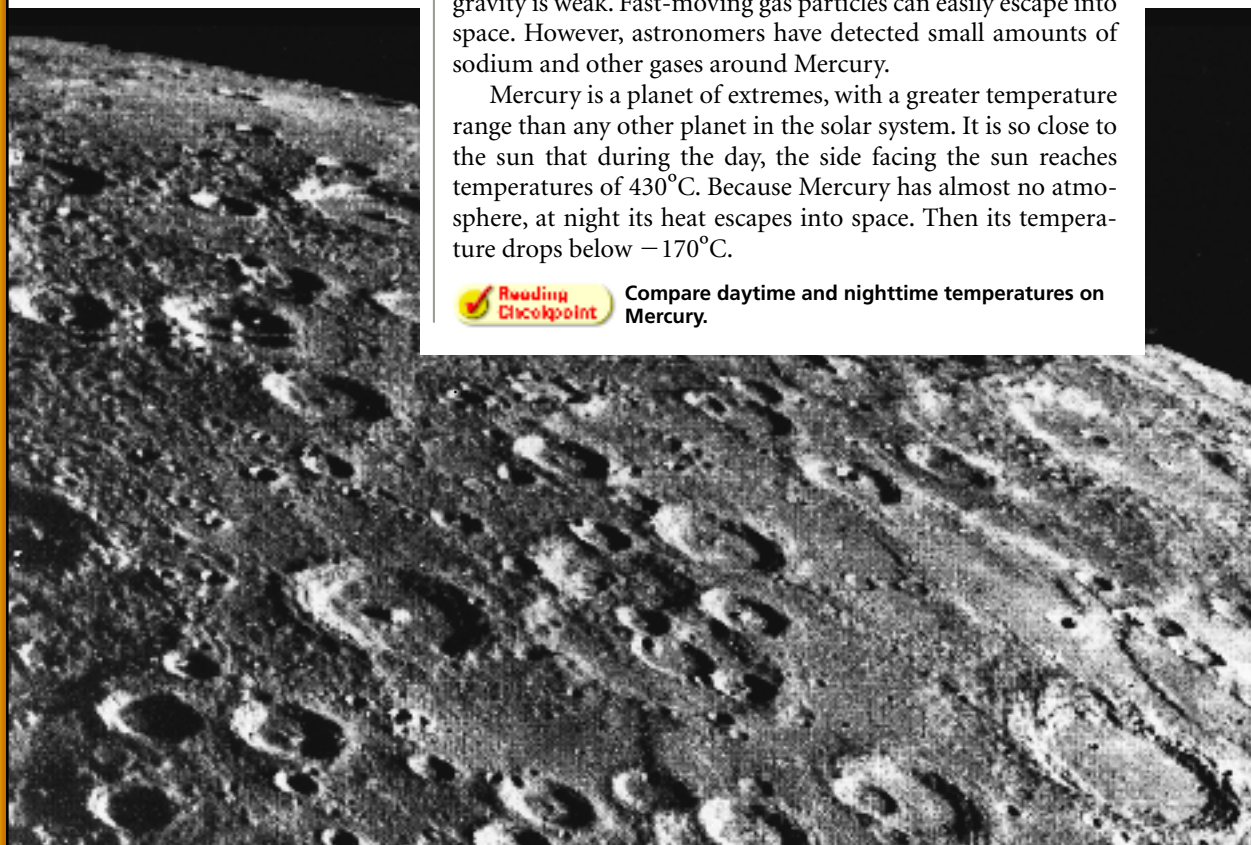 gravity is weak. Fast-moving gas particles can easily escape into
space. However, astronomers have detected small amounts of
sodium and other gases around Mercury.
Mercury is a planet of extremes, with a greater temperature
range than any other planet in the solar system. It is so close to
the sun that during the day, the side facing the sun reaches
temperatures of 430°C. Because Mercury has almost no atmo-
sphere, at night its heat escapes into space. Then its tempera-
ture drops below −170°C.
Reading
Checkpoint
Compare daytime and nighttime temperatures on
Mercury.